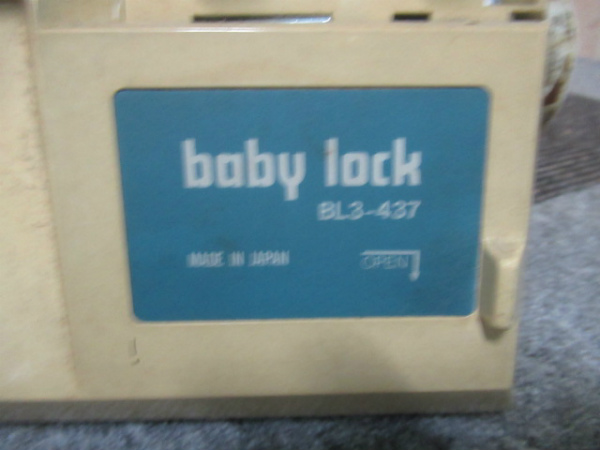 baby lock
BL3-437
MADE IN JAPAN
OPEN